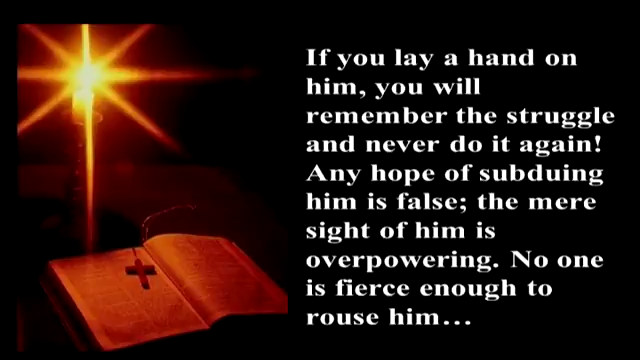 If you lay a hand on
him, you will
remember the struggle
and never do it again!
Any hope of subduing
him is false; the mere
sight of him is
overpowering. No one
is fierce enough to
rouse him...